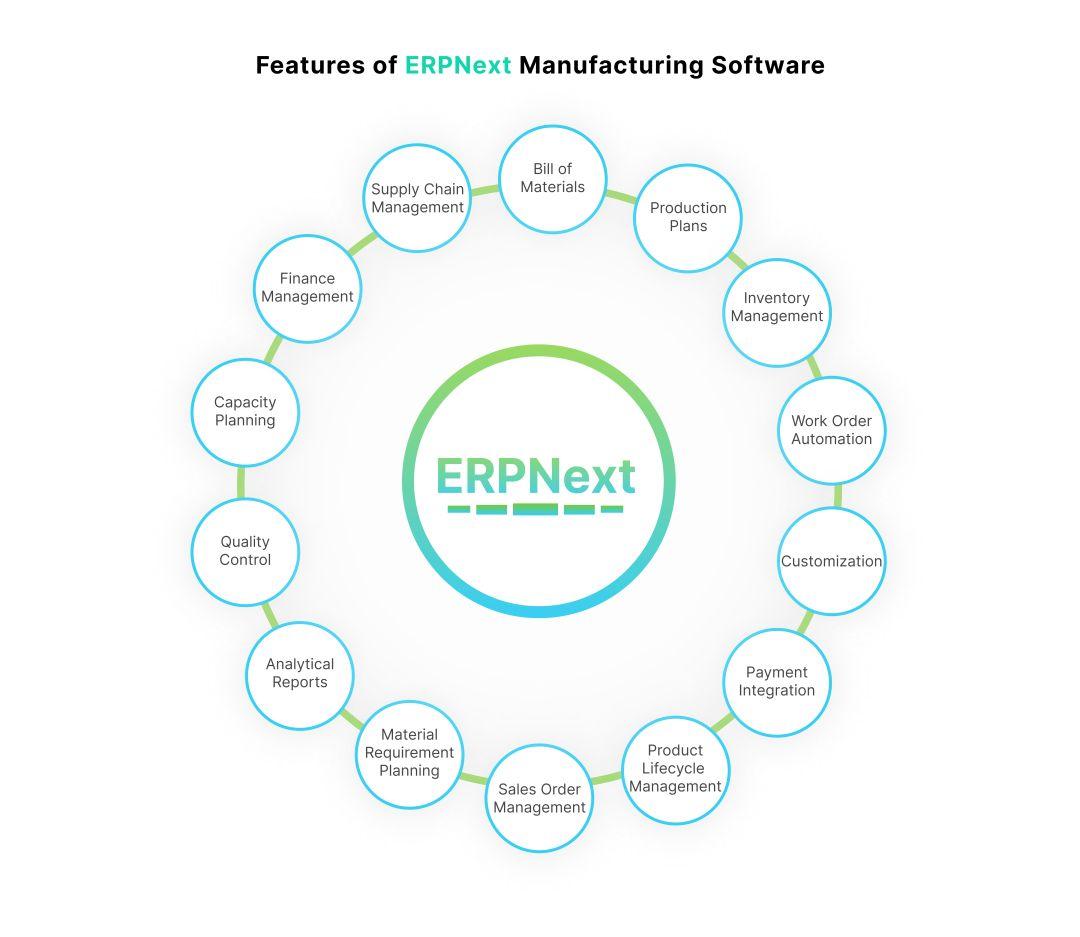 Features of ERPNext Manufacturing Software
Bill of
Materials
Production
Plans
Inventory
Management
Work Order
Automation
Customization
Payment
Integration
Product
Lifecycle
Management
Sales Order
Management
Material
Requirement
Planning
Analytical
Reports
Quality
Control
Capacity
Planning
Finance
Management
Supply Chain
Management
ERPNext